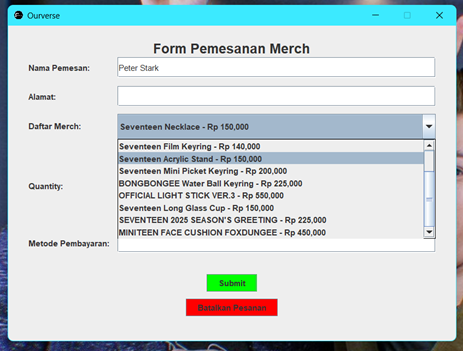 Ourverse
Form Pemesanan Merch
Nama Pemesan:
Peter Stark
Alamat:
Daftar Merch:
Seventeen Necklace - Rp 150,000
Seventeen Film Keyring - Rp 140,000
Seventeen Acrylic Stand - Rp 150,000
Seventeen Mini Picket Keyring - Rp 200,000
Quantity:
BONGBONGEE Water Ball Keyring - Rp 225,000
OFFICIAL LIGHT STICK VER.3 - Rp 550,000
Seventeen Long Glass Cup - Rp 150,000
SEVENTEEN 2025 SEASON'S GREETING - Rp 225,000
MINITEEN FACE CUSHION FOXDUNGEE - Rp 450,000
Metode Pembayaran:
Submit
Batalkan Pesanan